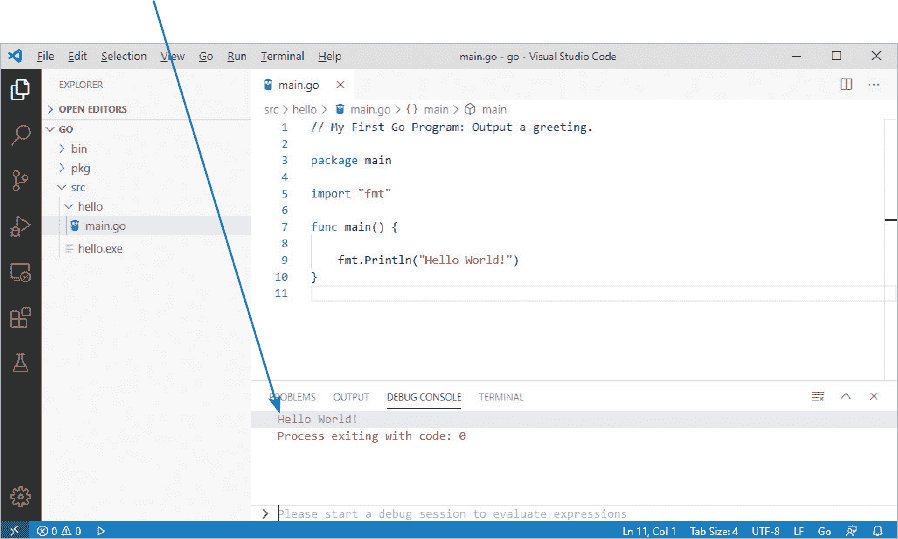 File Edit Selection View Go Run Terminal Help main.go - go - Visual Studio Code
EXPLORER
OPEN EDITORS
GO
bin
pkg
src
hello
main.go
hello.exe
main.go
src > hello > main.go > {} main > main
1 // My First Go Program: Output a greeting.
2
3 package main
4
5 import "fmt"
6
7 func main() {
8
9 fmt.Println("Hello World!")
10 }
11
PROBLEMS OUTPUT DEBUG CONSOLE TERMINAL
Hello World!
Process exiting with code: 0
Please start a debug session to evaluate expressions
0 0 Ln 11, Col 1 Tab Size: 4 UTF-8 LF Go